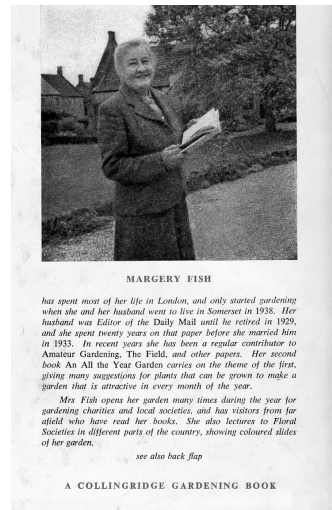 MARGERY FISH
has spent most of her life in London, and only started gardening
when she and her husband went to live in Somerset in 1938. Her
husband was Editor of the Daily Mail until he retired in 1929,
and she spent twenty years on that paper before she married him
in 1933. In recent years she has been a regular contributor to
Amateur Gardening, The Field, and other papers. Her second
book An All the Year Garden carries on the theme of the first,
giving many suggestions for plants that can be grown to make a
garden that is attractive in every month of the year.
Mrs Fish opens her garden many times during the year for
gardening charities and local societies, and has visitors from far
afield who have read her books. She also lectures to Floral
Societies in different parts of the country, showing coloured slides
of her garden.
see also back flap
A COLLINGRIDGE GARDENING BOOK